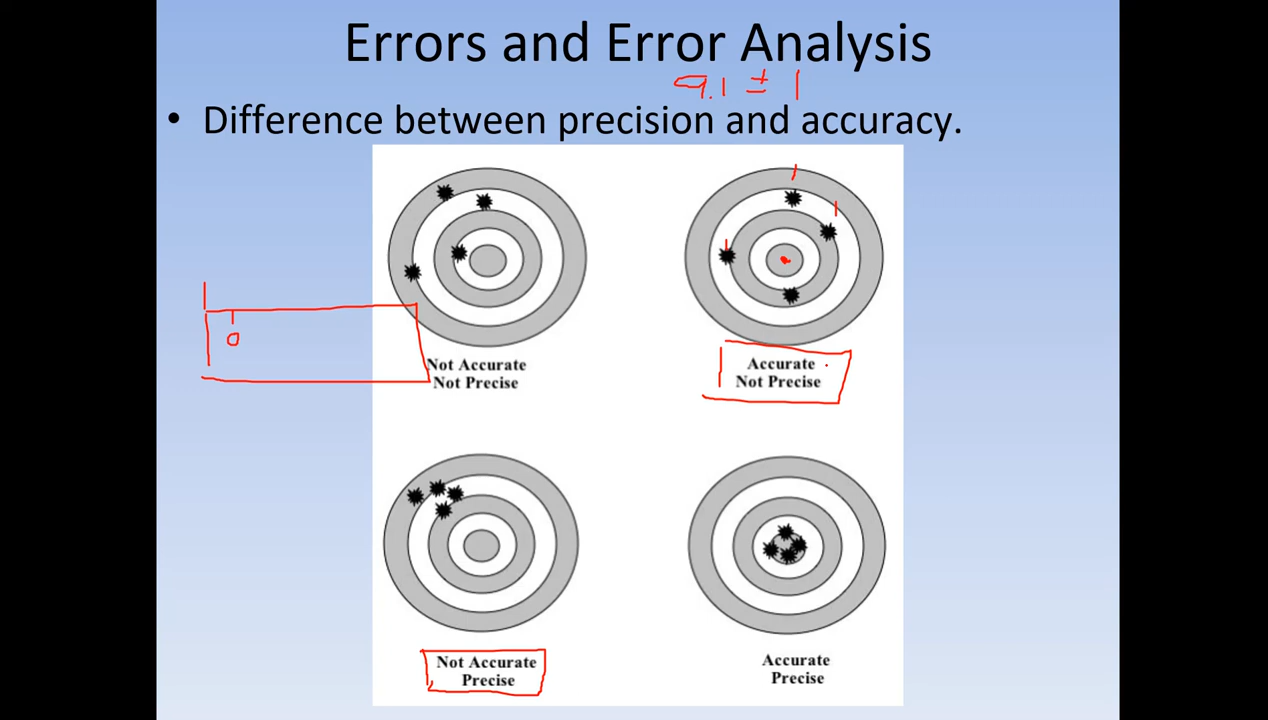 Errors and Error Analysis
9.1 ± 1
• Difference between precision and accuracy.
0
Not Accurate
Not Precise
Accurate
Not Precise
Not Accurate
Precise
Accurate
Precise